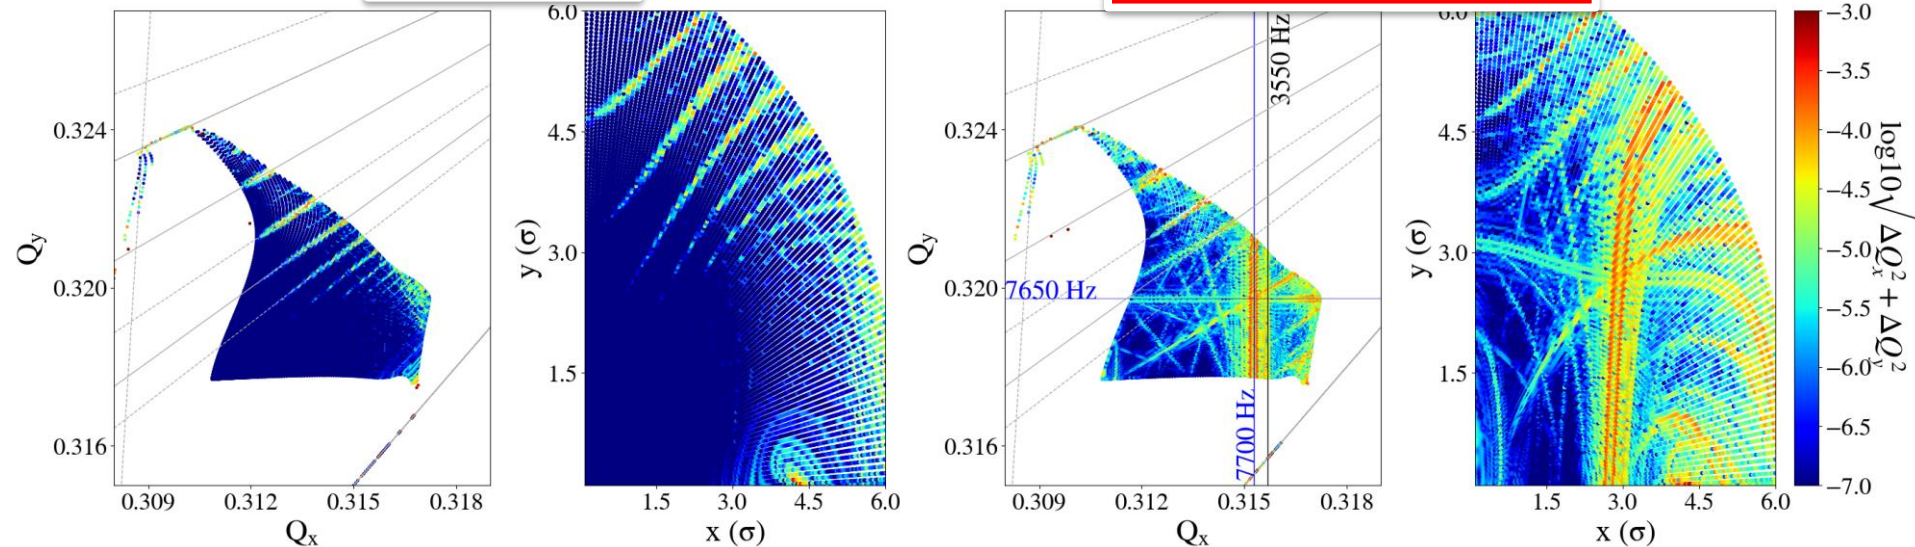 0.324
0.320
0.316
Qy
0.309 0.312 0.315 0.318
Qx
6.0
4.5
3.0
1.5
y (σ)
1.5 3.0 4.5 6.0
x (σ)
0.324
0.320
0.316
Qy
3550 Hz
7650 Hz
7700 Hz
0.309 0.312 0.315 0.318
Qx
6.0
4.5
3.0
1.5
y (σ)
1.5 3.0 4.5 6.0
x (σ)
−3.0
−3.5
−4.0
−4.5
−5.0
−5.5
−6.0
−6.5
−7.0
log10√ΔQx² + ΔQy²